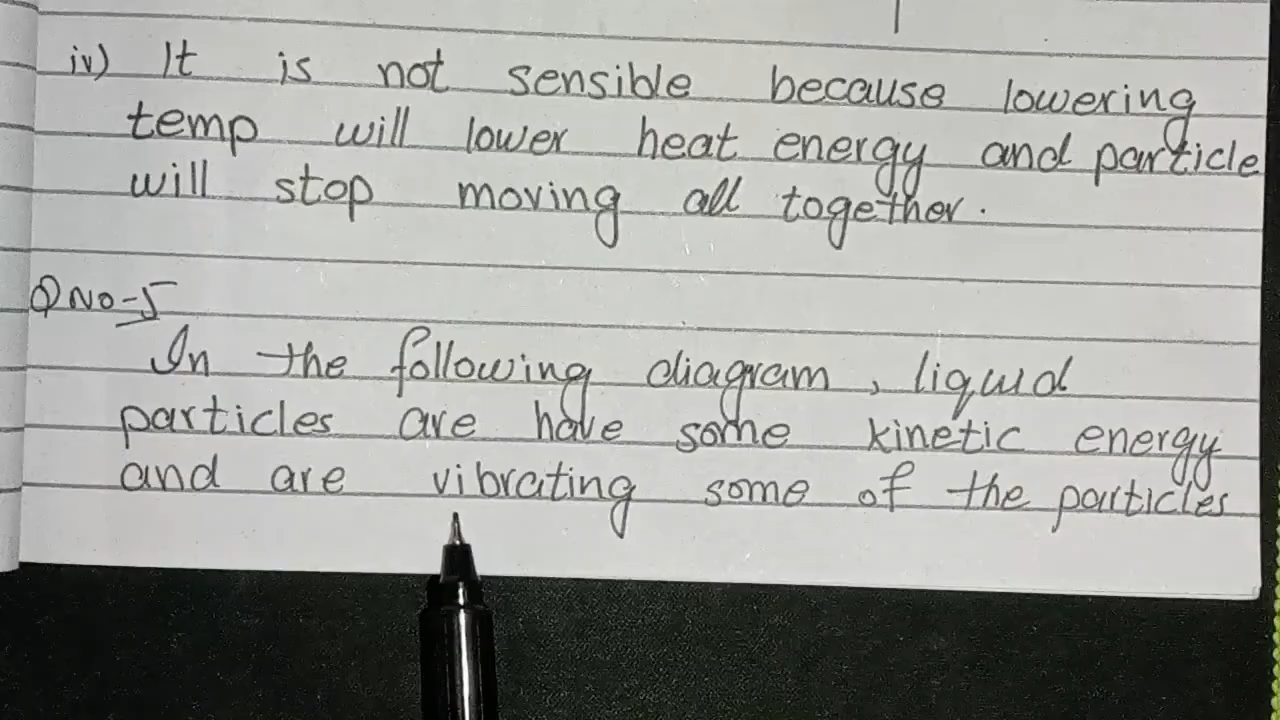 iv) It is not sensible because lowering
temp will lower heat energy and particle
will stop moving all together.
Q NO-5
In the following diagram, liquid
particles are have some kinetic energy
and are vibrating some of the particles